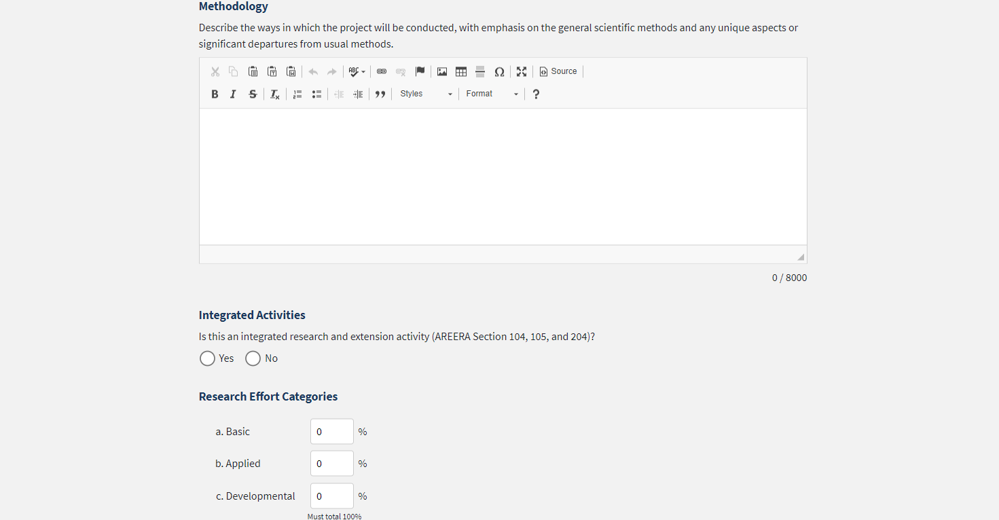 Methodology
Describe the ways in which the project will be conducted, with emphasis on the general scientific methods and any unique aspects or
significant departures from usual methods.
ABC Ω Source
B I S Ix Styles Format ?
0 / 8000
Integrated Activities
Is this an integrated research and extension activity (AREERA Section 104, 105, and 204)?
Yes No
Research Effort Categories
a. Basic 0 %
b. Applied 0 %
c. Developmental 0 %
Must total 100%